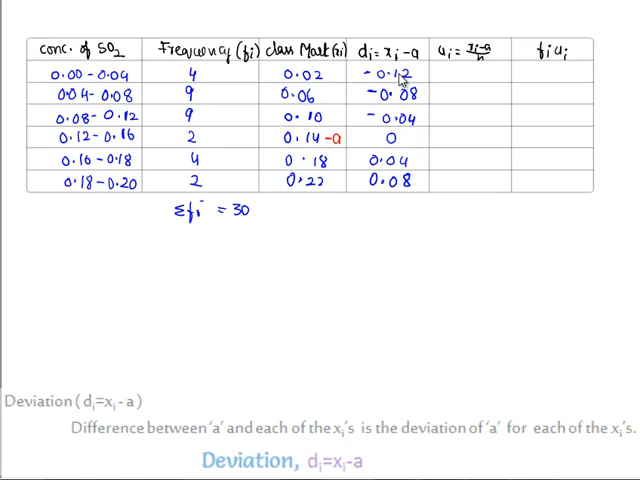 conc. of SO2 Frequency (fi) class Mark (xi) di = xi - a ui = xi-a/h fi ui
0.00 - 0.04 4 0.02 - 0.12
0.04 - 0.08 9 0.06 - 0.08
0.08 - 0.12 9 0.10 - 0.04
0.12 - 0.16 2 0.14 - a 0
0.16 - 0.18 4 0.18 0.04
0.18 - 0.20 2 0.22 0.08
Σfi = 30
Deviation ( di=xi - a )
Difference between 'a' and each of the xi's is the deviation of 'a' for each of the xi's.
Deviation, di=xi-a